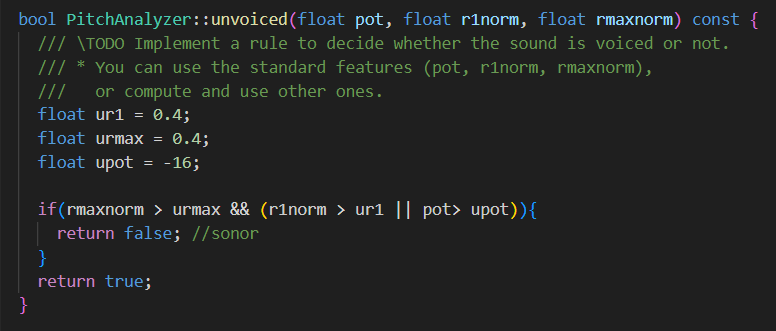 bool PitchAnalyzer::unvoiced(float pot, float r1norm, float rmaxnorm) const {
/// \TODO Implement a rule to decide whether the sound is voiced or not.
/// * You can use the standard features (pot, r1norm, rmaxnorm),
///   or compute and use other ones.
float ur1 = 0.4;
float urmax = 0.4;
float upot = -16;
if(rmaxnorm > urmax && (r1norm > ur1 || pot> upot)){
return false; //sonor
}
return true;
}